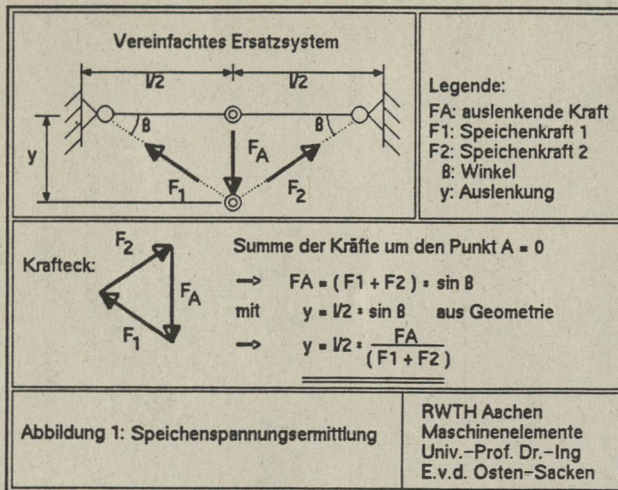 Vereinfachtes Ersatzsystem
l/2 l/2
ß ß
y
FA
F1 F2
Legende:
FA: auslenkende Kraft
F1: Speichenkraft 1
F2: Speichenkraft 2
ß: Winkel
y: Auslenkung
Krafteck:
F2
FA
F1
Summe der Kräfte um den Punkt A = 0
—> FA = ( F1 + F2 ) * sin ß
mit y = l/2 * sin ß aus Geometrie
—> y = l/2 * FA
( F1 + F2 )
Abbildung 1: Speichenspannungsermittlung
RWTH Aachen
Maschinenelemente
Univ.-Prof. Dr.-Ing
E.v.d. Osten-Sacken